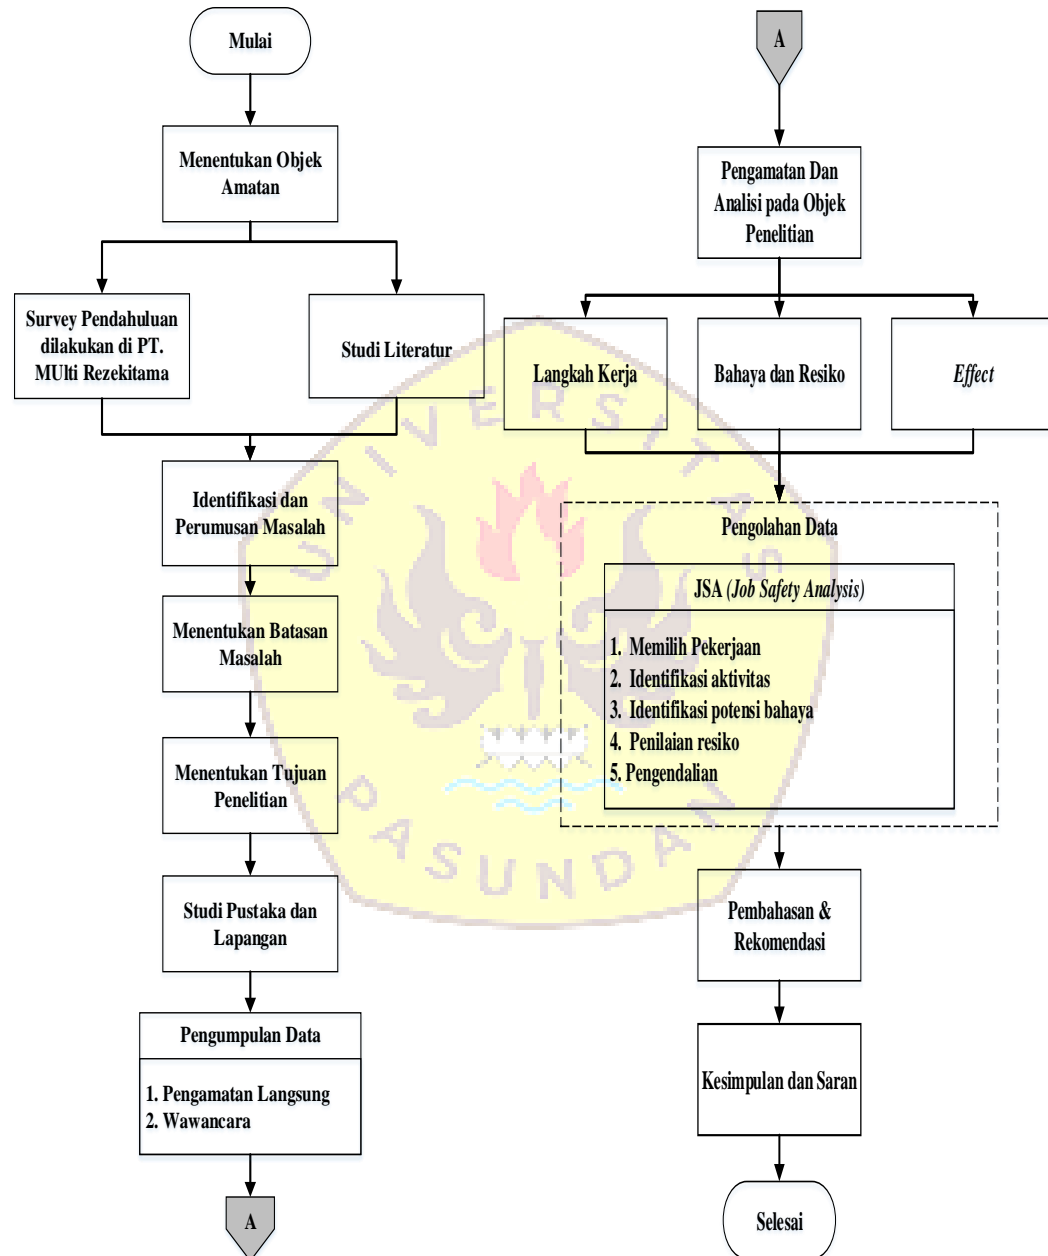 Mulai
Menentukan Objek
Amatan
Survey Pendahuluan
dilakukan di PT.
MUlti Rezekitama
Studi Literatur
Identifikasi dan
Perumusan Masalah
Menentukan Batasan
Masalah
Menentukan Tujuan
Penelitian
Studi Pustaka dan
Lapangan
Pengumpulan Data
1. Pengamatan Langsung
2. Wawancara
A
A
Pengamatan Dan
Analisi pada Objek
Penelitian
Langkah Kerja
Bahaya dan Resiko
Effect
Pengolahan Data
JSA (Job Safety Analysis)
1. Memilih Pekerjaan
2. Identifikasi aktivitas
3. Identifikasi potensi bahaya
4. Penilaian resiko
5. Pengendalian
Pembahasan &
Rekomendasi
Kesimpulan dan Saran
Selesai
UNIVERSITAS
PASUNDAN